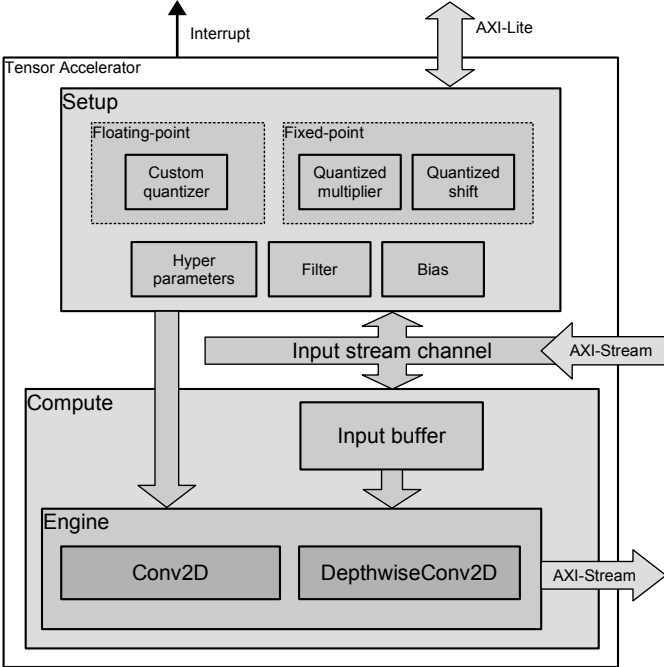 Interrupt
AXI-Lite
Tensor Accelerator
Setup
Floating-point
Fixed-point
Custom
quantizer
Quantized
multiplier
Quantized
shift
Hyper
parameters
Filter
Bias
Input stream channel
AXI-Stream
Compute
Input buffer
Engine
Conv2D
DepthwiseConv2D
AXI-Stream